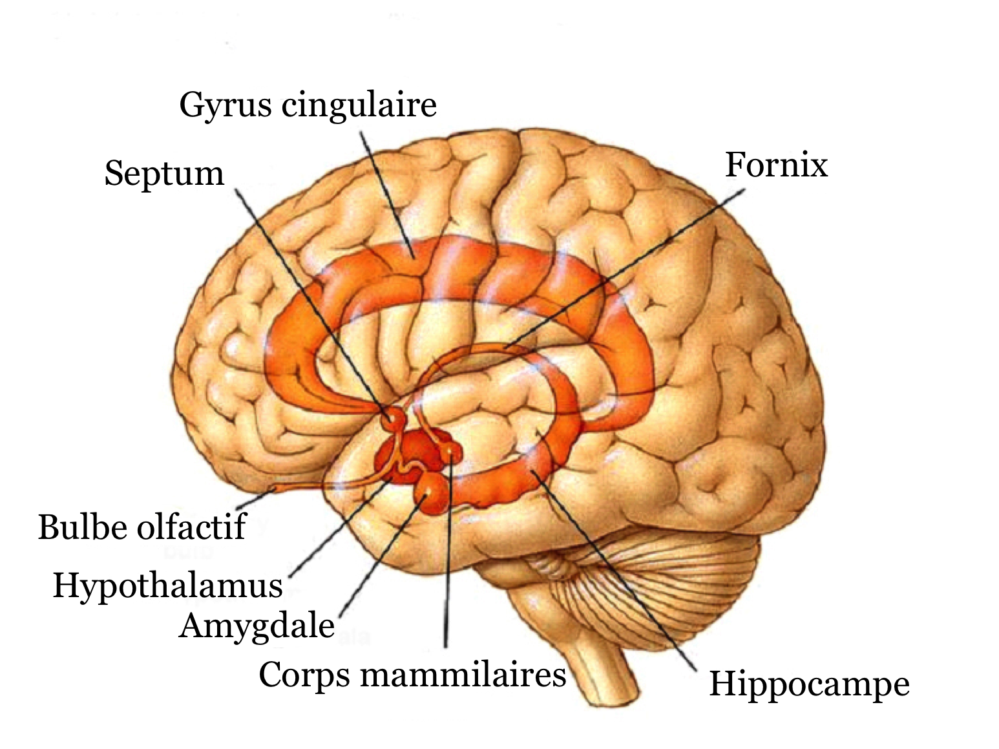 Gyrus cingulaire
Septum
Fornix
Bulbe olfactif
Hypothalamus
Amygdale
Corps mammilaires
Hippocampe